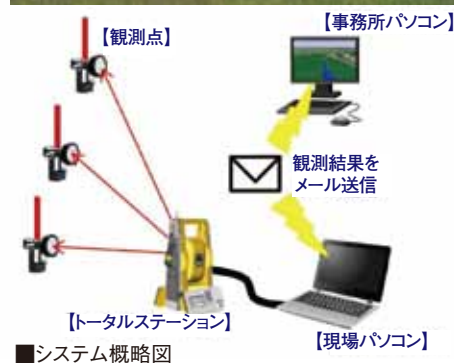 【観測点】
【事務所パソコン】
観測結果を
メール送信
【トータルステーション】
【現場パソコン】
■システム概略図